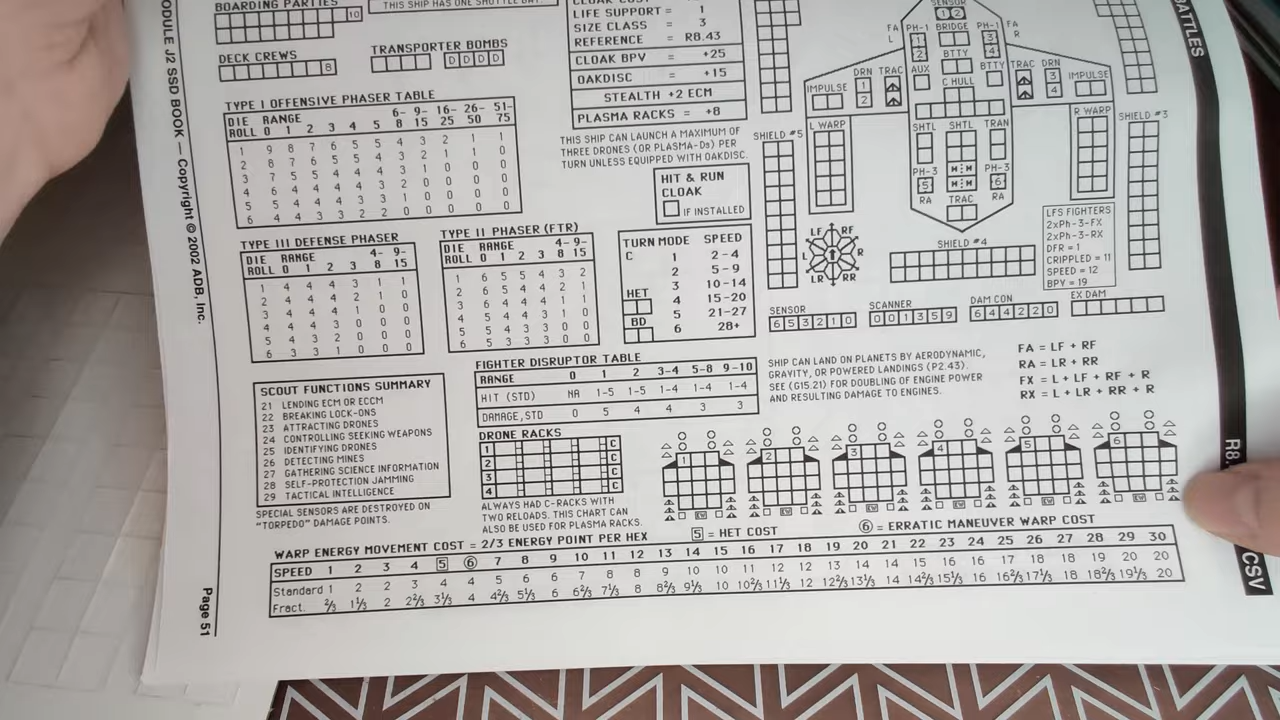 MODULE J2 SSD BOOK — Copyright © 2002 ADB, Inc.
Page 51
BOARDING PARTIES
10
DECK CREWS
8
TRANSPORTER BOMBS
D D D D
THIS SHIP HAS ONE SHUTTLE BAY.
LIFE SUPPORT = 1
SIZE CLASS = 3
REFERENCE = R8.43
CLOAK BPV = +25
OAKDISC = +15
STEALTH +2 ECM
PLASMA RACKS = +8
THIS SHIP CAN LAUNCH A MAXIMUM OF
THREE DRONES (OR PLASMA-Ds) PER
TURN UNLESS EQUIPPED WITH OAKDISC.
HIT & RUN
CLOAK
IF INSTALLED
TYPE I OFFENSIVE PHASER TABLE
DIE RANGE 6- 9- 16- 26- 51-
ROLL 0 1 2 3 4 5 8 15 25 50 75
1 9 8 7 6 5 5 4 3 2 1 1
2 8 7 6 5 5 4 3 2 1 1 0
3 7 5 5 4 4 4 3 1 0 0 0
4 6 4 4 4 4 3 2 0 0 0 0
5 5 4 4 4 3 3 1 0 0 0 0
6 4 4 3 3 2 2 0 0 0 0 0
TYPE III DEFENSE PHASER
DIE RANGE 4- 9-
ROLL 0 1 2 3 8 15
1 4 4 4 3 1 1
2 4 4 4 2 1 0
3 4 4 4 1 0 0
4 4 4 3 0 0 0
5 4 3 2 0 0 0
6 3 3 1 0 0 0
TYPE II PHASER (FTR)
DIE RANGE 4- 9-
ROLL 0 1 2 3 8 15
1 6 5 5 4 3 2
2 6 5 4 4 2 1
3 6 4 4 4 1 1
4 5 4 4 3 1 0
5 5 4 3 3 0 0
6 5 3 3 3 0 0
TURN MODE SPEED
C 1 2-4
2 5-9
3 10-14
HET 4 15-20
5 21-27
BD 6 28+
SENSOR
1 2
PH-1 BRIDGE PH-1
FA L
FA R
1 2
3 4
BTTY
BTTY
DRN TRAC AUX
C HULL
TRAC DRN
IMPULSE
1 2
3 4
IMPULSE
L WARP
R WARP
SHTL SHTL TRAN
PH-3
PH-3
5
6
RA TRAC RA
SHIELD #5
SHIELD #3
SHIELD #4
LF RF
L R
LR RR
LFS FIGHTERS
2xPh-3-FX
2xPh-3-RX
DFR = 1
CRIPPLED = 11
SPEED = 12
BPV = 19
SENSOR
6 5 3 2 1 0
SCANNER
0 0 1 3 5 9
DAM CON
6 4 4 2 2 0
EX DAM
SCOUT FUNCTIONS SUMMARY
21 LENDING ECM OR ECCM
22 BREAKING LOCK-ONS
23 ATTRACTING DRONES
24 CONTROLLING SEEKING WEAPONS
25 IDENTIFYING DRONES
26 DETECTING MINES
27 GATHERING SCIENCE INFORMATION
28 SELF-PROTECTION JAMMING
29 TACTICAL INTELLIGENCE
SPECIAL SENSORS ARE DESTROYED ON
"TORPEDO" DAMAGE POINTS.
FIGHTER DISRUPTOR TABLE
RANGE 0 1 2 3-4 5-8 9-10
HIT (STD) NA 1-5 1-5 1-4 1-4 1-4
DAMAGE, STD 0 5 4 4 3 3
DRONE RACKS
1 C
2 C
3 C
4 C
ALWAYS HAD C-RACKS WITH
TWO RELOADS. THIS CHART CAN
ALSO BE USED FOR PLASMA RACKS.
SHIP CAN LAND ON PLANETS BY AERODYNAMIC,
GRAVITY, OR POWERED LANDINGS (P2.43).
SEE (G15.21) FOR DOUBLING OF ENGINE POWER
AND RESULTING DAMAGE TO ENGINES.
FA = LF + RF
RA = LR + RR
FX = L + LF + RF + R
RX = L + LR + RR + R
1 2 3 4 5 6
EW EW EW EW EW EW
WARP ENERGY MOVEMENT COST = 2/3 ENERGY POINT PER HEX
5 = HET COST
6 = ERRATIC MANEUVER WARP COST
SPEED 1 2 3 4 5 6 7 8 9 10 11 12 13 14 15 16 17 18 19 20 21 22 23 24 25 26 27 28 29 30
Standard 1 2 2 3 4 4 5 6 6 7 8 8 9 10 10 11 12 12 13 14 14 15 16 16 17 18 18 19 20 20
Fract. ⅔ 1⅓ 2 2⅔ 3⅓ 4 4⅔ 5⅓ 6 6⅔ 7⅓ 8 8⅔ 9⅓ 10 10⅔ 11⅓ 12 12⅔ 13⅓ 14 14⅔ 15⅓ 16 16⅔ 17⅓ 18 18⅔ 19⅓ 20
BATTLES
R8.
CSV